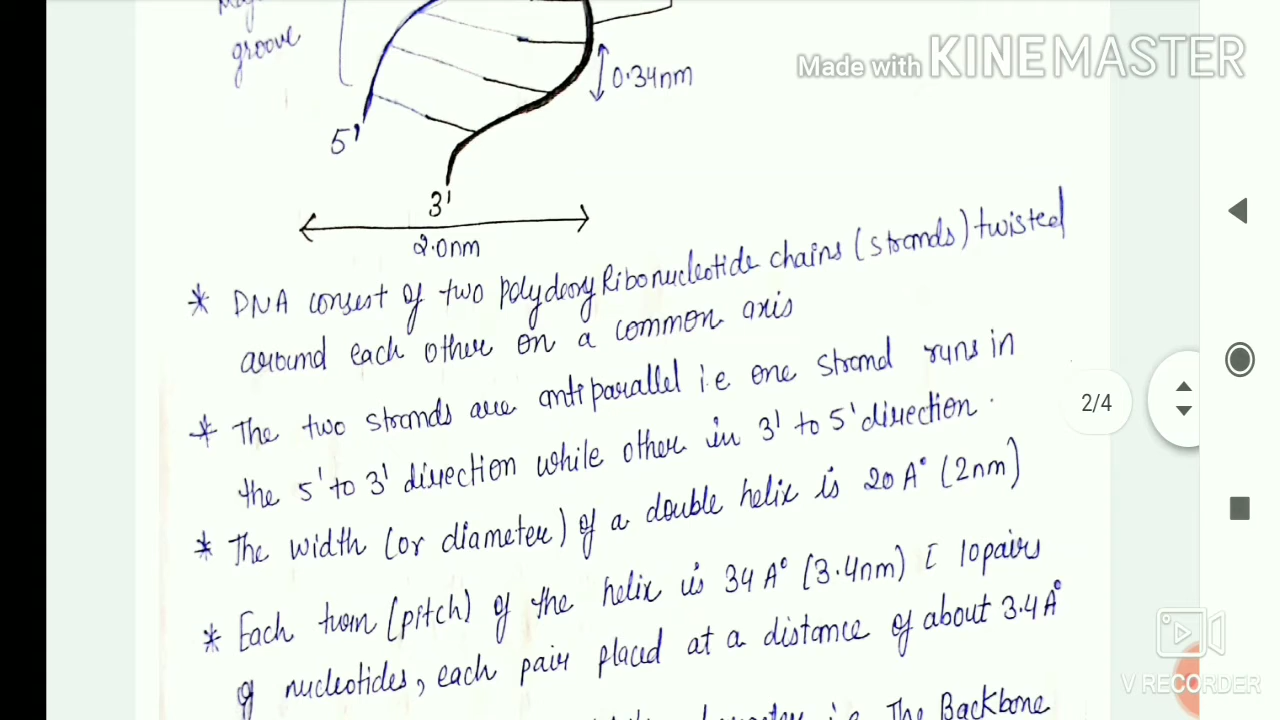 groove
Made with KINEMASTER
0.34nm
5'
3'
2.0nm
* DNA consist of two polydeoxyRibonucleotide chains (strands) twisted
around each other on a common axis
* The two strands are antiparallel i.e one strand runs in
the 5' to 3' direction while other in 3' to 5' direction.
2/4
* The width (or diameter) of a double helix is 20 A° (2nm)
* Each turn (pitch) of the helix is 34 A° (3.4nm) [ 10 pairs
of nucleotides, each pair placed at a distance of about 3.4 A°
V RECORDER
i.e. The Backbone